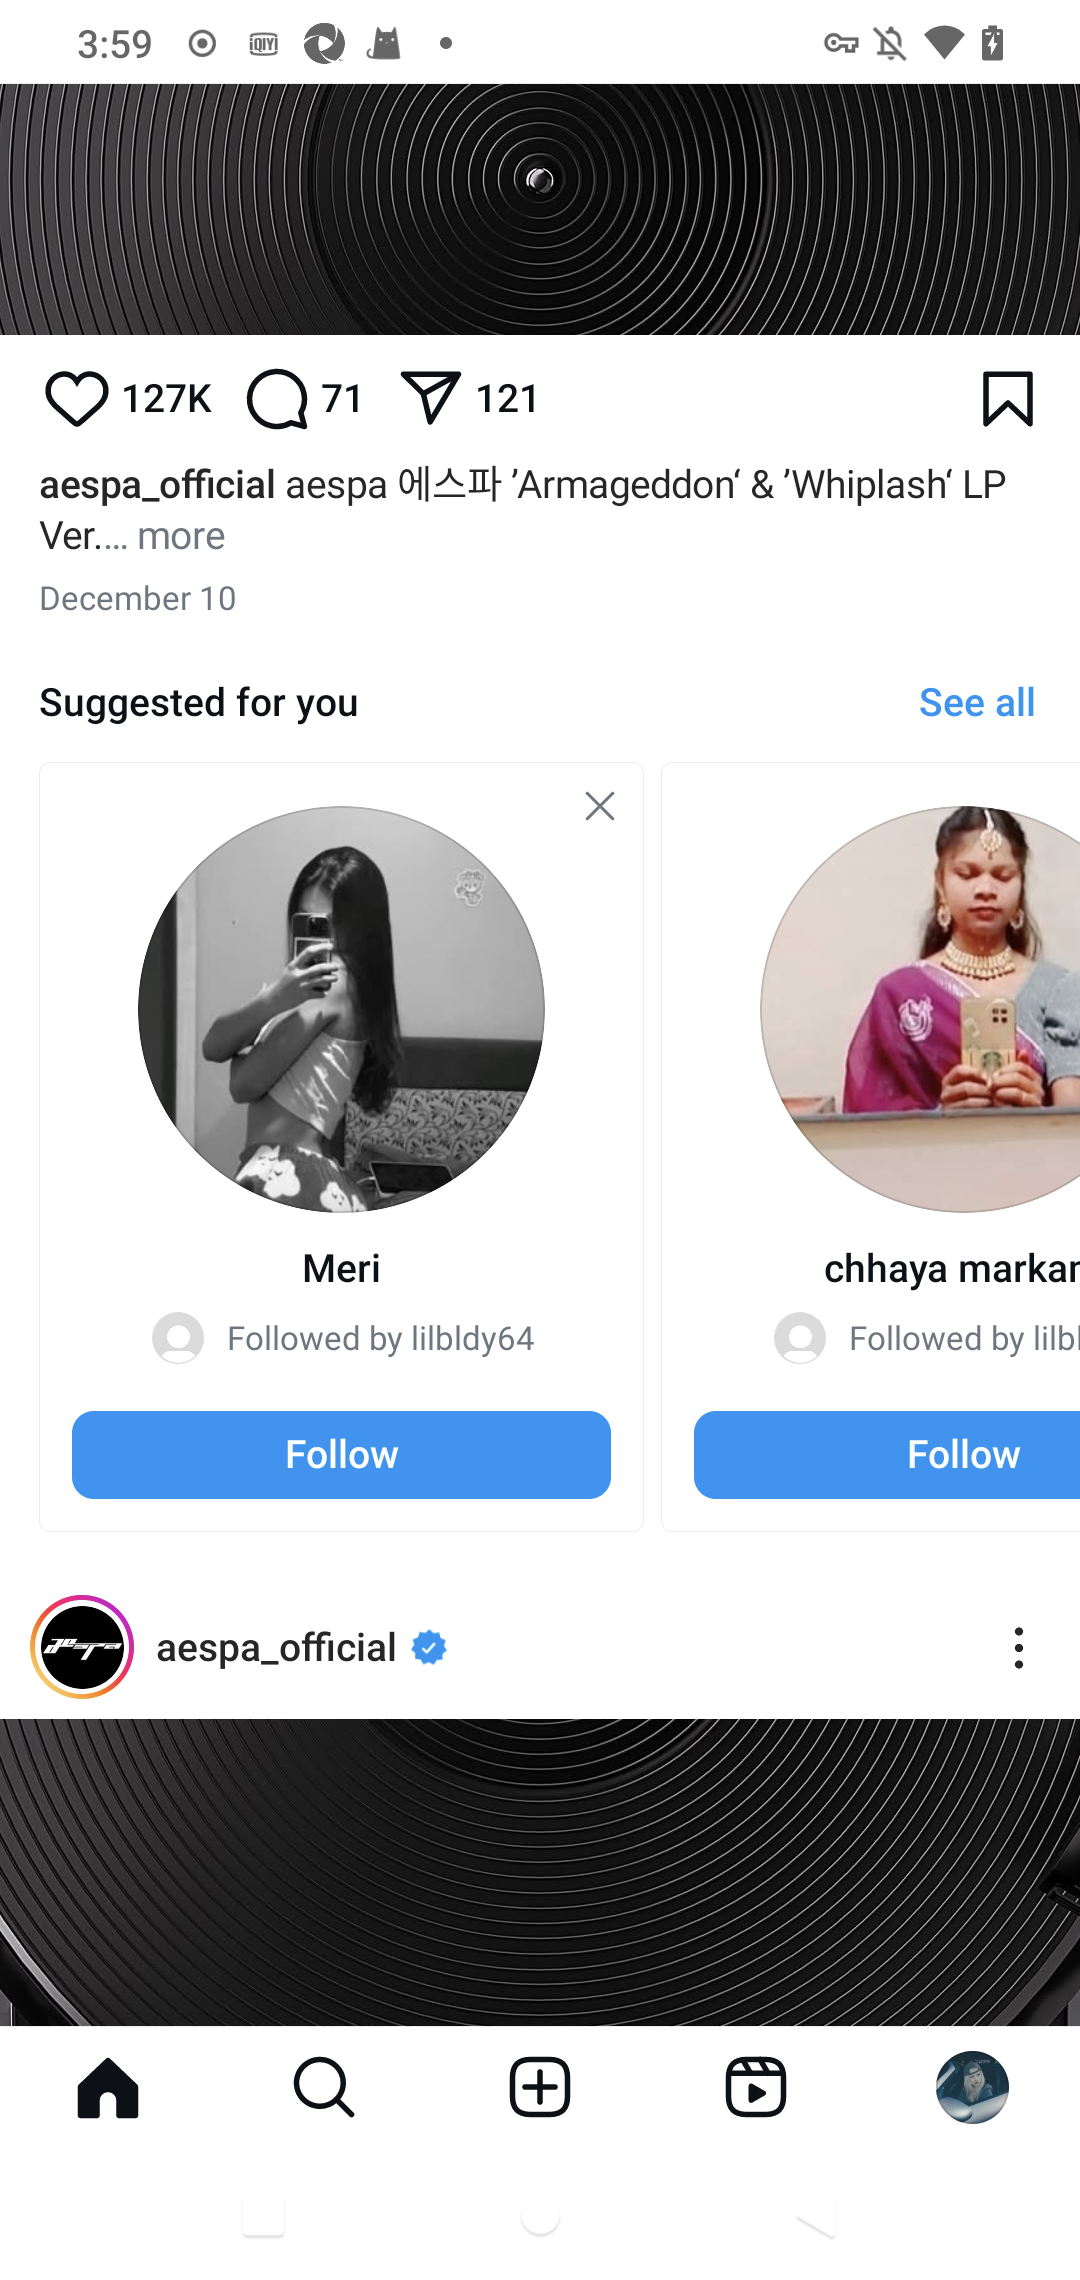 3:59
iQIYI
127K 71 121
aespa_official aespa 에스파 ’Armageddon‘ & ’Whiplash‘ LP
Ver.... more
December 10
Suggested for you See all
Meri chhaya markar
Followed by lilbldy64 Followed by lilbl
Follow Follow
aespa_official